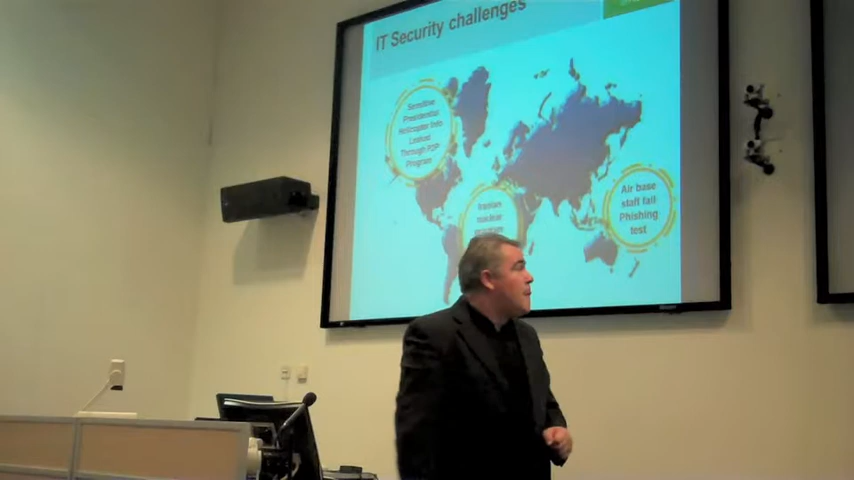 IT Security challenges
Sensitive
Presidential
Helicopter Info
Leaked
Through P2P
Program
Iranian
nuclear
program
Air base
staff fail
Phishing
test